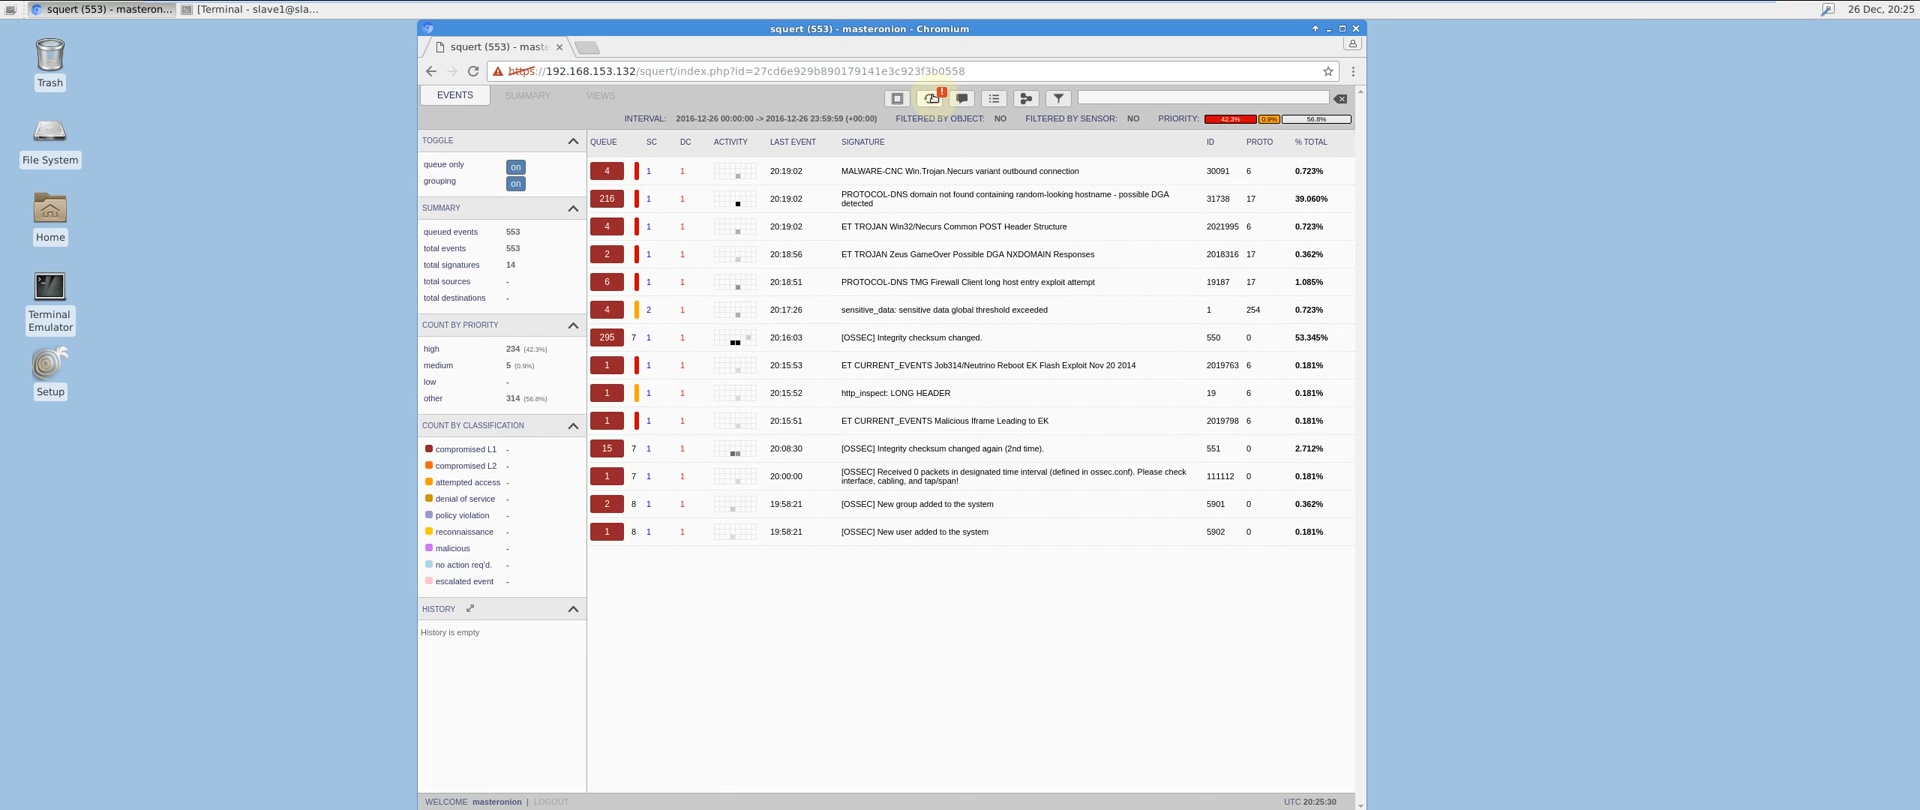 squert (553) - masteron...
[Terminal - slave1@sla...
26 Dec, 20:25
Trash
File System
Home
Terminal
Emulator
Setup
squert (553) - masteronion - Chromium
squert (553) - maste
https://192.168.153.132/squert/index.php?id=27cd6e929b890179141e3c923f3b0558
EVENTS SUMMARY VIEWS
!
INTERVAL: 2016-12-26 00:00:00 -> 2016-12-26 23:59:59 (+00:00) FILTERED BY OBJECT: NO FILTERED BY SENSOR: NO PRIORITY: 42.3% 0.9% 56.8%
TOGGLE
queue only on
grouping on
SUMMARY
queued events 553
total events 553
total signatures 14
total sources -
total destinations -
COUNT BY PRIORITY
high 234 (42.3%)
medium 5 (0.9%)
low -
other 314 (56.8%)
COUNT BY CLASSIFICATION
compromised L1 -
compromised L2 -
attempted access -
denial of service -
policy violation -
reconnaissance -
malicious -
no action req'd. -
escalated event -
HISTORY
History is empty
QUEUE SC DC ACTIVITY LAST EVENT SIGNATURE ID PROTO % TOTAL
4 1 1 20:19:02 MALWARE-CNC Win.Trojan.Necurs variant outbound connection 30091 6 0.723%
216 1 1 20:19:02 PROTOCOL-DNS domain not found containing random-looking hostname - possible DGA
detected 31738 17 39.060%
4 1 1 20:19:02 ET TROJAN Win32/Necurs Common POST Header Structure 2021995 6 0.723%
2 1 1 20:18:56 ET TROJAN Zeus GameOver Possible DGA NXDOMAIN Responses 2018316 17 0.362%
6 1 1 20:18:51 PROTOCOL-DNS TMG Firewall Client long host entry exploit attempt 19187 17 1.085%
4 2 1 20:17:26 sensitive_data: sensitive data global threshold exceeded 1 254 0.723%
295 7 1 1 20:16:03 [OSSEC] Integrity checksum changed. 550 0 53.345%
1 1 1 20:15:53 ET CURRENT_EVENTS Job314/Neutrino Reboot EK Flash Exploit Nov 20 2014 2019763 6 0.181%
1 1 1 20:15:52 http_inspect: LONG HEADER 19 6 0.181%
1 1 1 20:15:51 ET CURRENT_EVENTS Malicious Iframe Leading to EK 2019798 6 0.181%
15 7 1 1 20:08:30 [OSSEC] Integrity checksum changed again (2nd time). 551 0 2.712%
1 7 1 1 20:00:00 [OSSEC] Received 0 packets in designated time interval (defined in ossec.conf). Please check
interface, cabling, and tap/span! 111112 0 0.181%
2 8 1 1 19:58:21 [OSSEC] New group added to the system 5901 0 0.362%
1 8 1 1 19:58:21 [OSSEC] New user added to the system 5902 0 0.181%
WELCOME masteronion | LOGOUT
UTC 20:25:30